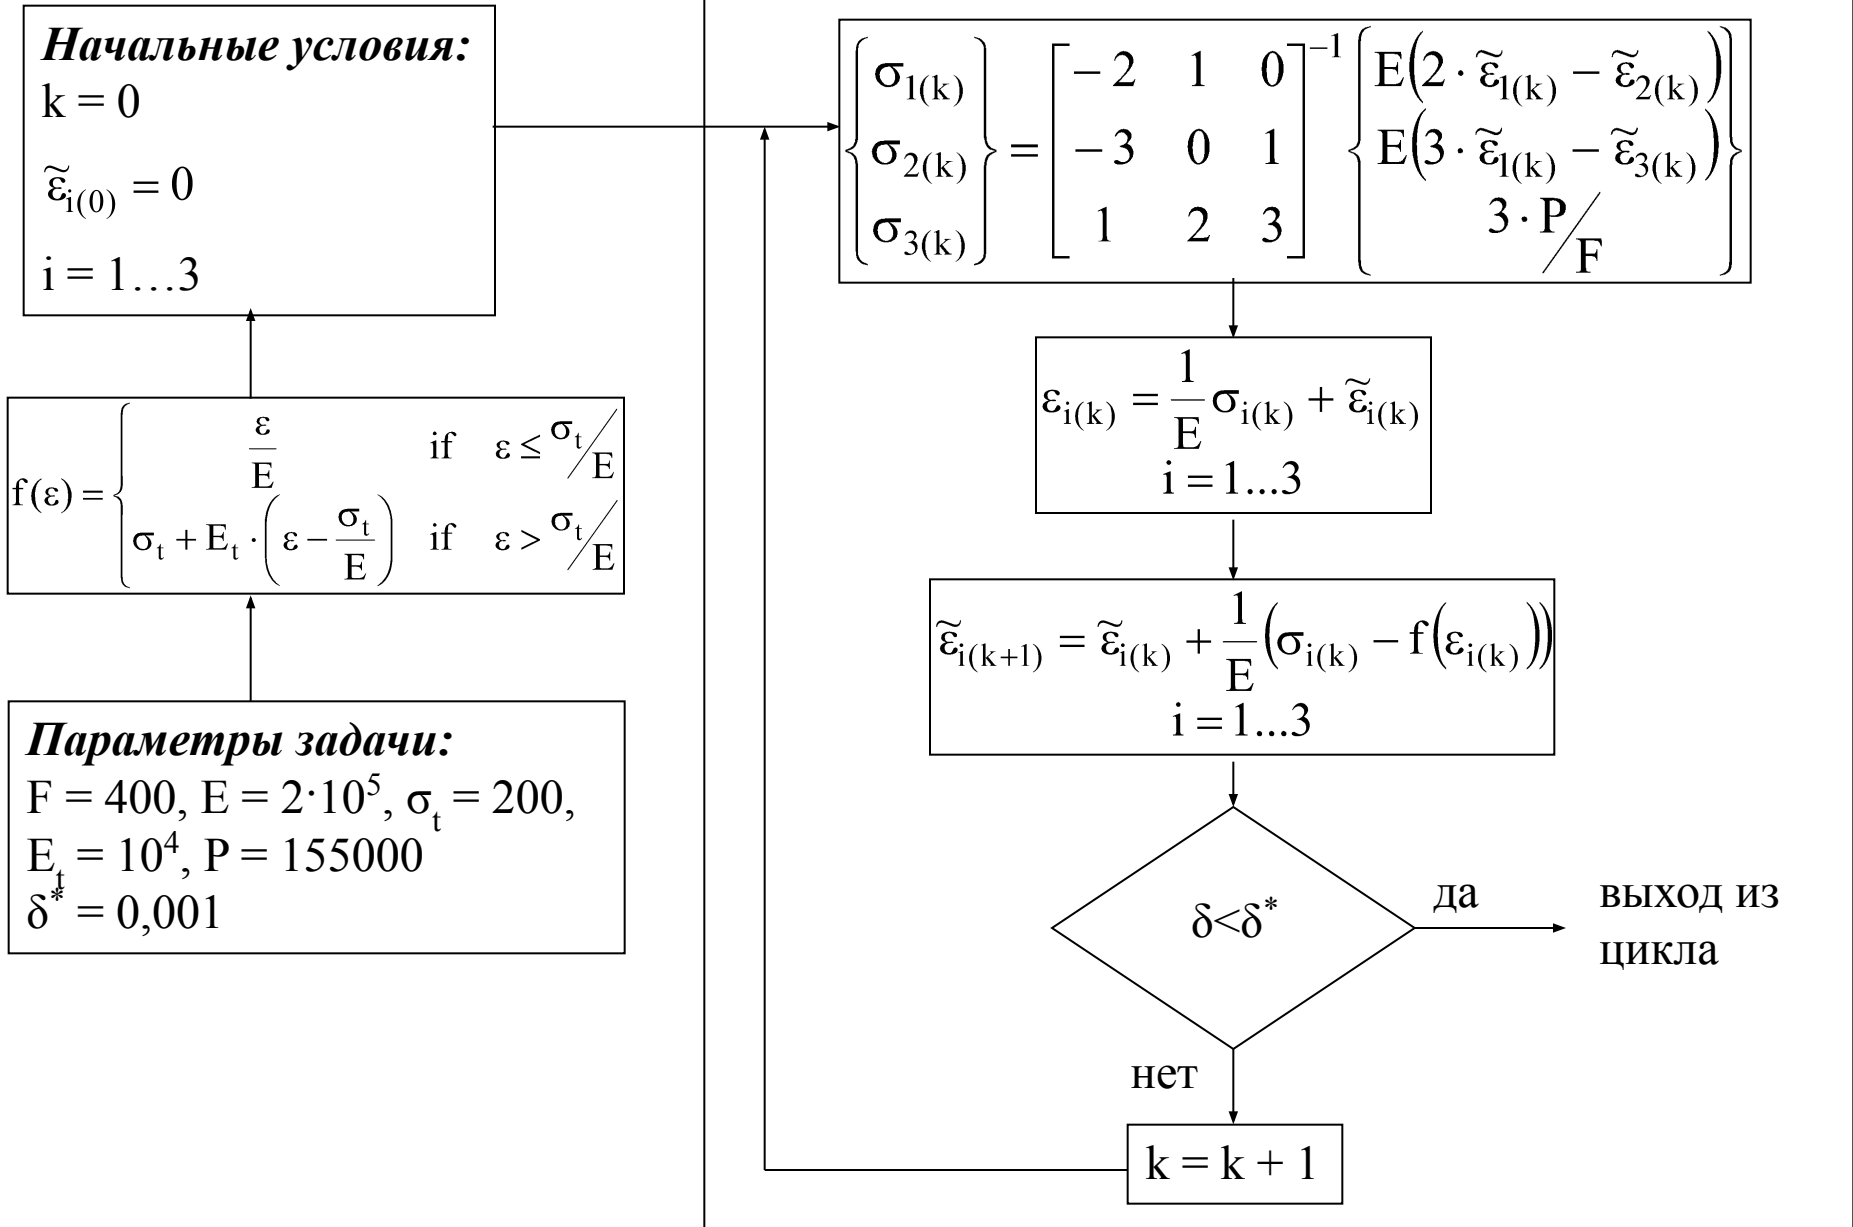 Начальные условия:
k = 0
ε̃i(0) = 0
i = 1…3
f(ε) = { ε/E if ε ≤ σt/E
σt + Et · (ε − σt/E) if ε > σt/E
Параметры задачи:
F = 400, E = 2·10⁵, σt = 200,
Et = 10⁴, P = 155000
δ* = 0,001
{σ1(k) σ2(k) σ3(k)} = [−2 1 0; −3 0 1; 1 2 3]⁻¹ {E(2·ε̃1(k) − ε̃2(k)) E(3·ε̃1(k) − ε̃3(k)) 3·P/F}
εi(k) = 1/E σi(k) + ε̃i(k)
i = 1...3
ε̃i(k+1) = ε̃i(k) + 1/E (σi(k) − f(εi(k)))
i = 1...3
δ<δ*
да
выход из
цикла
нет
k = k + 1